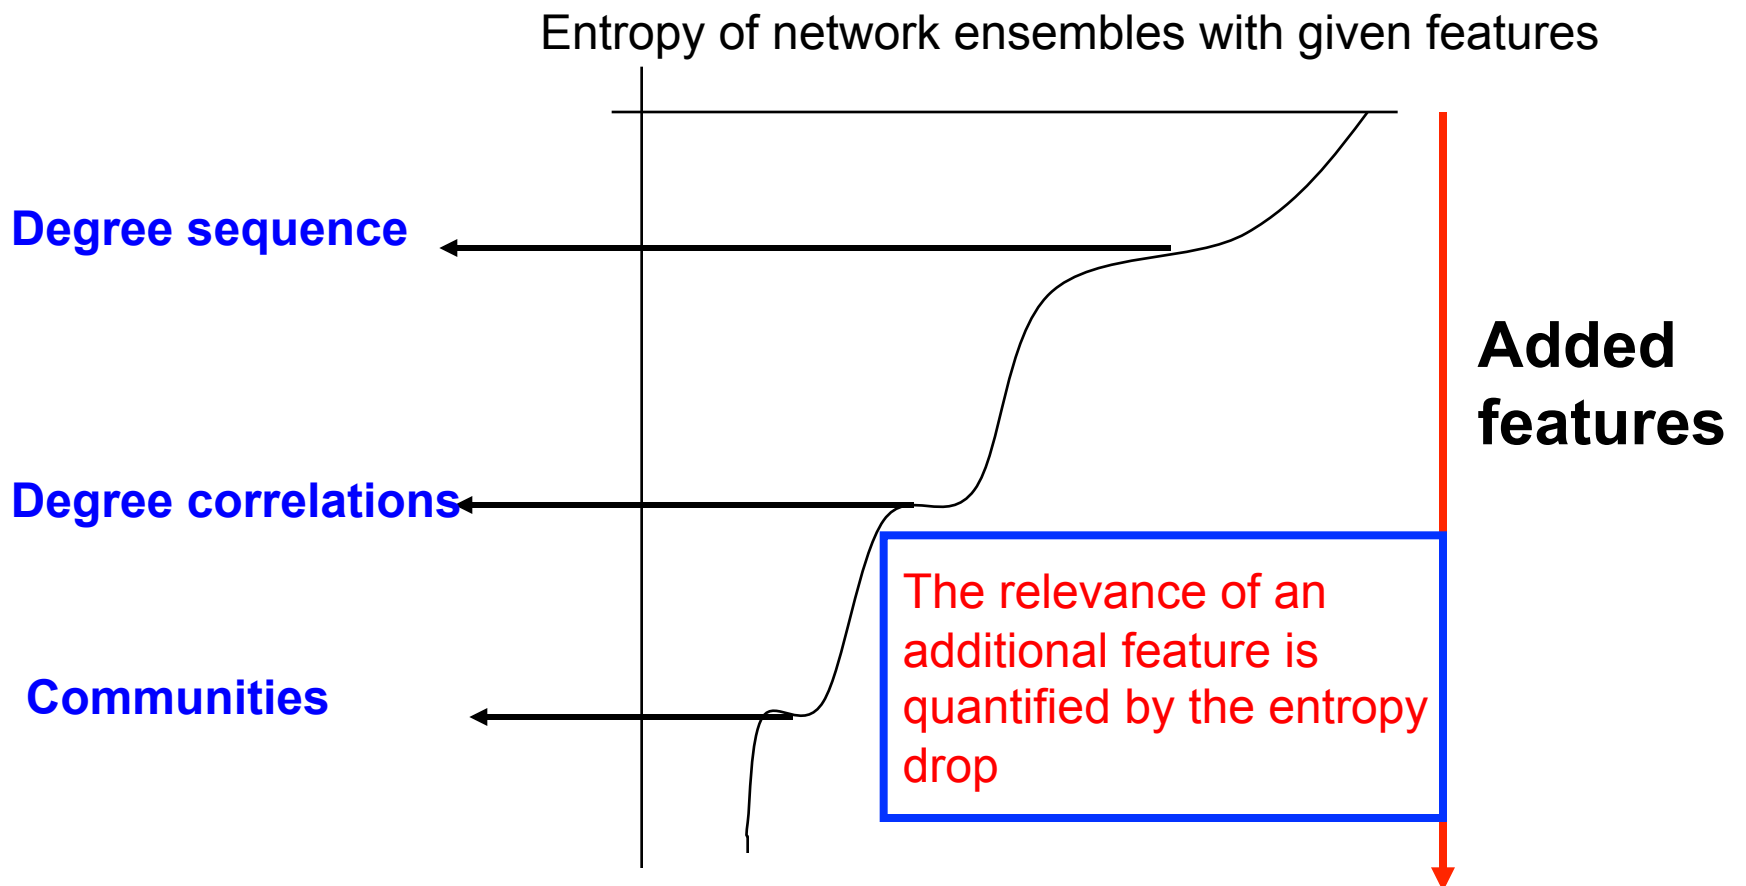 Entropy of network ensembles with given features
Degree sequence
Added
features
Degree correlations
The relevance of an
additional feature is
quantified by the entropy
drop
Communities